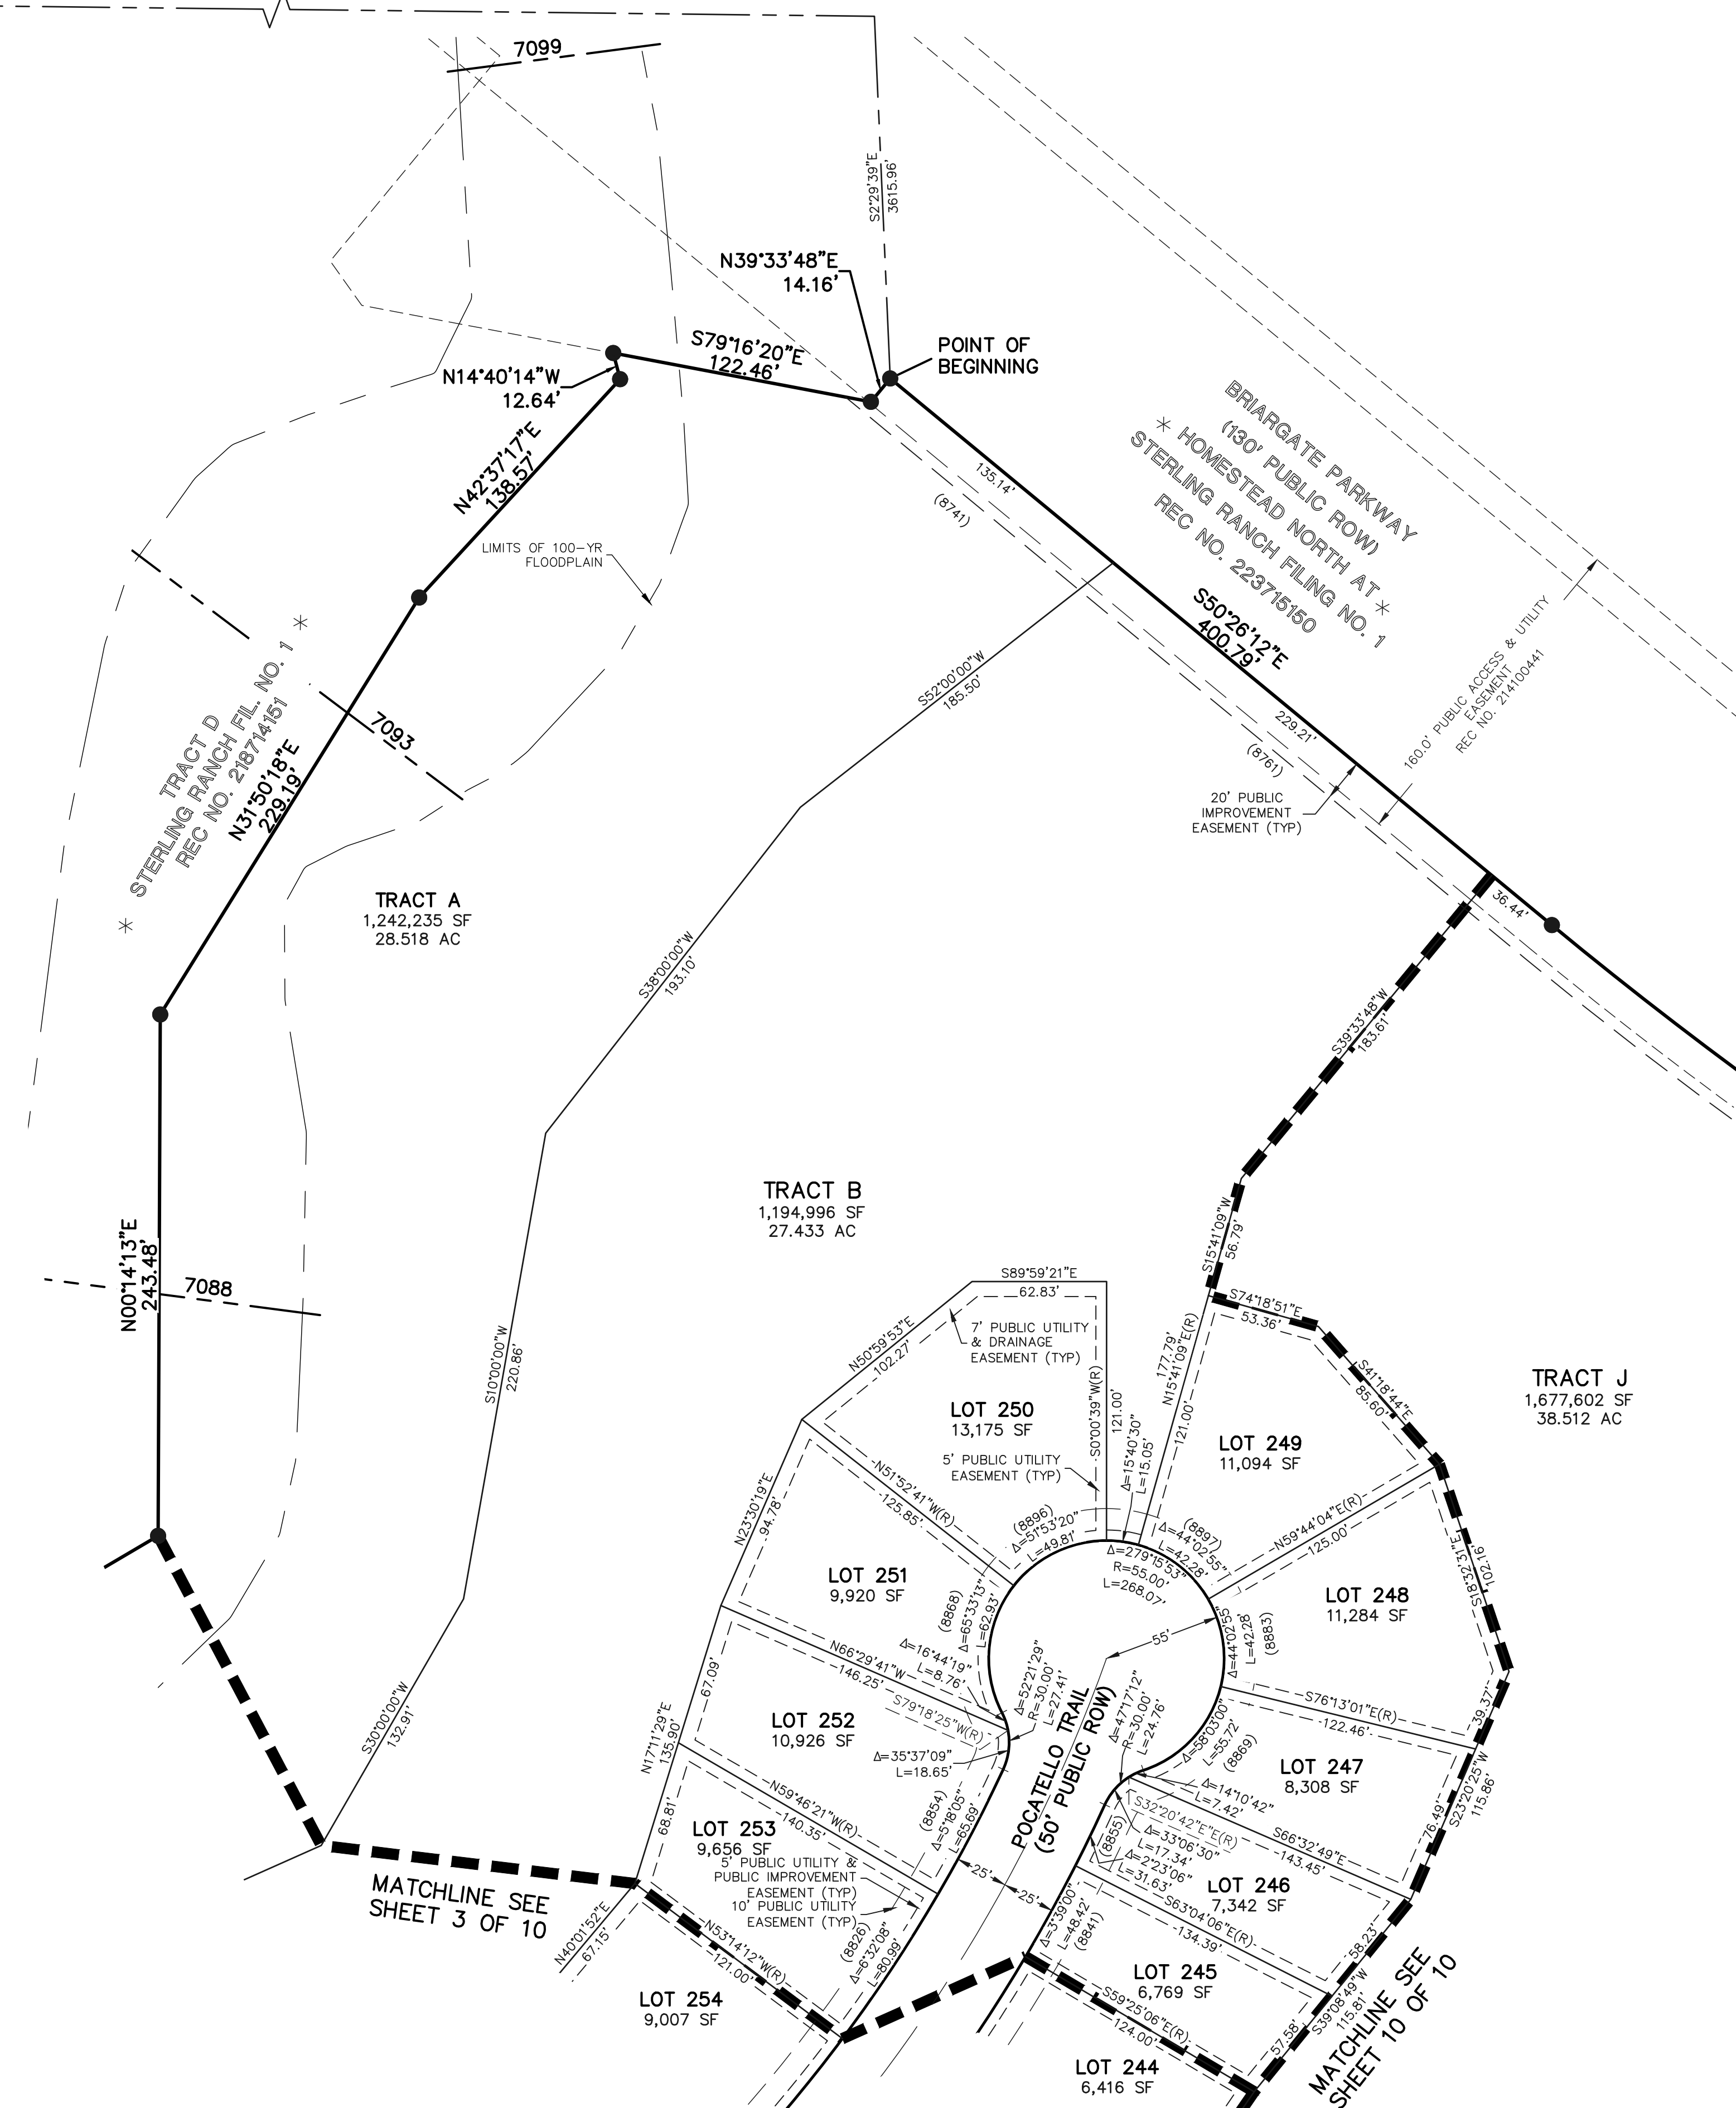 7099
S2°29'39"E
3615.96'
N39°33'48"E
14.16'
POINT OF
BEGINNING
S79°16'20"E
122.46'
N14°40'14"W
12.64'
N42°37'17"E
138.57'
LIMITS OF 100-YR
FLOODPLAIN
135.14'
(8741)
BRIARGATE PARKWAY
(130' PUBLIC ROW)
* HOMESTEAD NORTH AT *
STERLING RANCH FILING NO. 1
REC NO. 223715150
S50°26'12"E
400.79'
160.0' PUBLIC ACCESS & UTILITY
EASEMENT
REC NO. 214100441
229.21'
(8761)
20' PUBLIC
IMPROVEMENT
EASEMENT (TYP)
36.44'
S52°00'00"W
185.50'
7093
TRACT D
* STERLING RANCH FIL. NO. 1 *
REC NO. 218714151
N31°50'18"E
229.19'
TRACT A
1,242,235 SF
28.518 AC
S38°00'00"W
193.10'
S39°33'48"W
183.61'
TRACT B
1,194,996 SF
27.433 AC
N00°14'13"E
243.48'
7088
S10°00'00"W
220.86'
S15°41'09"W
56.79'
S74°18'51"E
53.36'
S41°18'44"E
85.60'
TRACT J
1,677,602 SF
38.512 AC
S89°59'21"E
62.83'
7' PUBLIC UTILITY
& DRAINAGE
EASEMENT (TYP)
N50°59'53"E
102.27'
LOT 250
13,175 SF
5' PUBLIC UTILITY
EASEMENT (TYP)
S0°00'39"W(R)
121.00'
Δ=15°40'30"
L=15.05'
177.79'
N15°41'09"E(R)
121.00'
LOT 249
11,094 SF
N51°52'41"W(R)
125.85'
(8896)
Δ=51°53'20"
L=49.81'
(8897)
Δ=44°02'55"
L=42.28'
Δ=279°15'53"
R=55.00'
L=268.07'
N59°44'04"E(R)
125.00'
N23°30'19"E
94.78'
LOT 251
9,920 SF
(8868)
Δ=65°33'13"
L=62.93'
LOT 248
11,284 SF
S18°32'31"E
102.16'
Δ=44°02'55"
L=42.28'
(8883)
55'
N66°29'41"W
146.25'
Δ=16°44'19"
L=8.76'
S79°18'25"W(R)
Δ=52°21'29"
R=30.00'
L=27.41'
Δ=47°17'12"
R=30.00'
L=24.76'
Δ=58°03'00"
L=55.72'
(8869)
S76°13'01"E(R)
122.46'
39.37'
67.09'
LOT 252
10,926 SF
Δ=35°37'09"
L=18.65'
N17°11'29"E
135.90'
POCATELLO TRAIL
(50' PUBLIC ROW)
LOT 247
8,308 SF
Δ=14°10'42"
L=7.42'
S32°20'42"E"E(R)
Δ=33°06'30"
L=17.34'
Δ=2°23'06"
L=31.63'
(8855)
S66°32'49"E
143.45'
76.49'
S23°20'25"W
115.86'
N59°46'21"W(R)
140.35'
(8854)
Δ=5°18'05"
L=65.69'
68.81'
LOT 253
9,656 SF
5' PUBLIC UTILITY &
PUBLIC IMPROVEMENT
EASEMENT (TYP)
10' PUBLIC UTILITY
EASEMENT (TYP)
25'
25'
LOT 246
7,342 SF
S63°04'06"E(R)
134.39'
58.23'
Δ=3°39'00"
L=48.42'
(8841)
S30°00'00"W
132.91'
MATCHLINE SEE
SHEET 3 OF 10
N40°01'52"E
67.15'
N53°14'12"W(R)
121.00'
(8826)
Δ=6°32'08"
L=80.99'
LOT 245
6,769 SF
S59°25'06"E(R)
124.00'
57.58'
S39°08'49"W
115.81'
LOT 254
9,007 SF
LOT 244
6,416 SF
MATCHLINE SEE
SHEET 10 OF 10